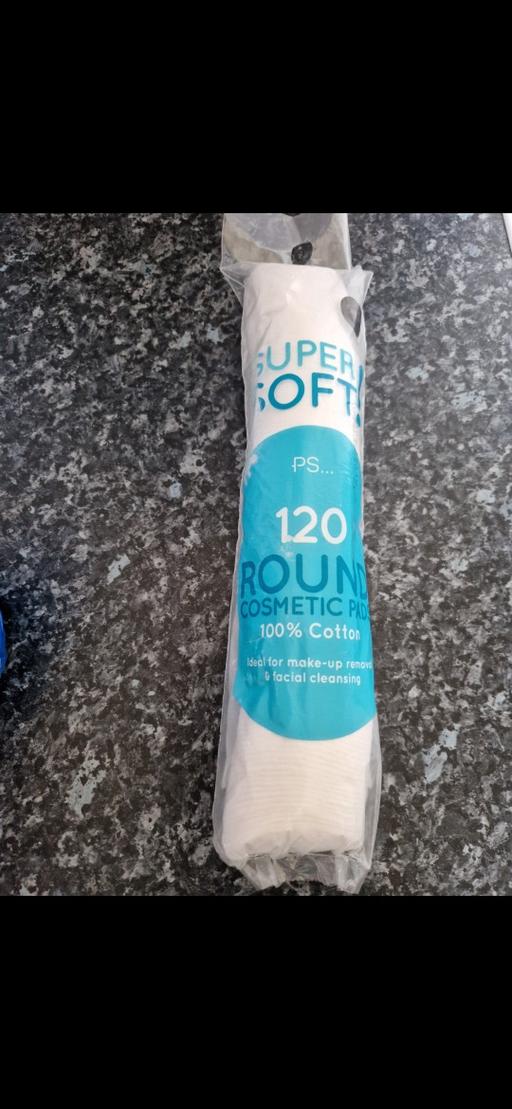 SUPER
SOFT!
PS...
120
ROUND
COSMETIC PADS
100% Cotton
Ideal for make-up removal
& facial cleansing